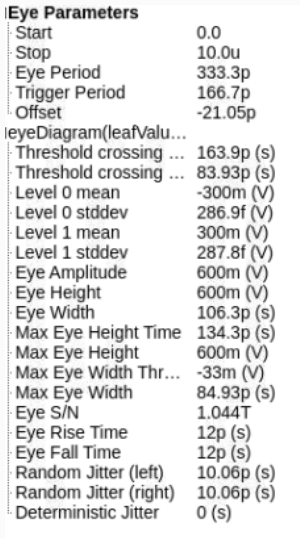 Eye Parameters
Start 0.0
Stop 10.0u
Eye Period 333.3p
Trigger Period 166.7p
Offset -21.05p
eyeDiagram(leafValu...
Threshold crossing ... 163.9p (s)
Threshold crossing ... 83.93p (s)
Level 0 mean -300m (V)
Level 0 stddev 286.9f (V)
Level 1 mean 300m (V)
Level 1 stddev 287.8f (V)
Eye Amplitude 600m (V)
Eye Height 600m (V)
Eye Width 106.3p (s)
Max Eye Height Time 134.3p (s)
Max Eye Height 600m (V)
Max Eye Width Thr... -33m (V)
Max Eye Width 84.93p (s)
Eye S/N 1.044T
Eye Rise Time 12p (s)
Eye Fall Time 12p (s)
Random Jitter (left) 10.06p (s)
Random Jitter (right) 10.06p (s)
Deterministic Jitter 0 (s)